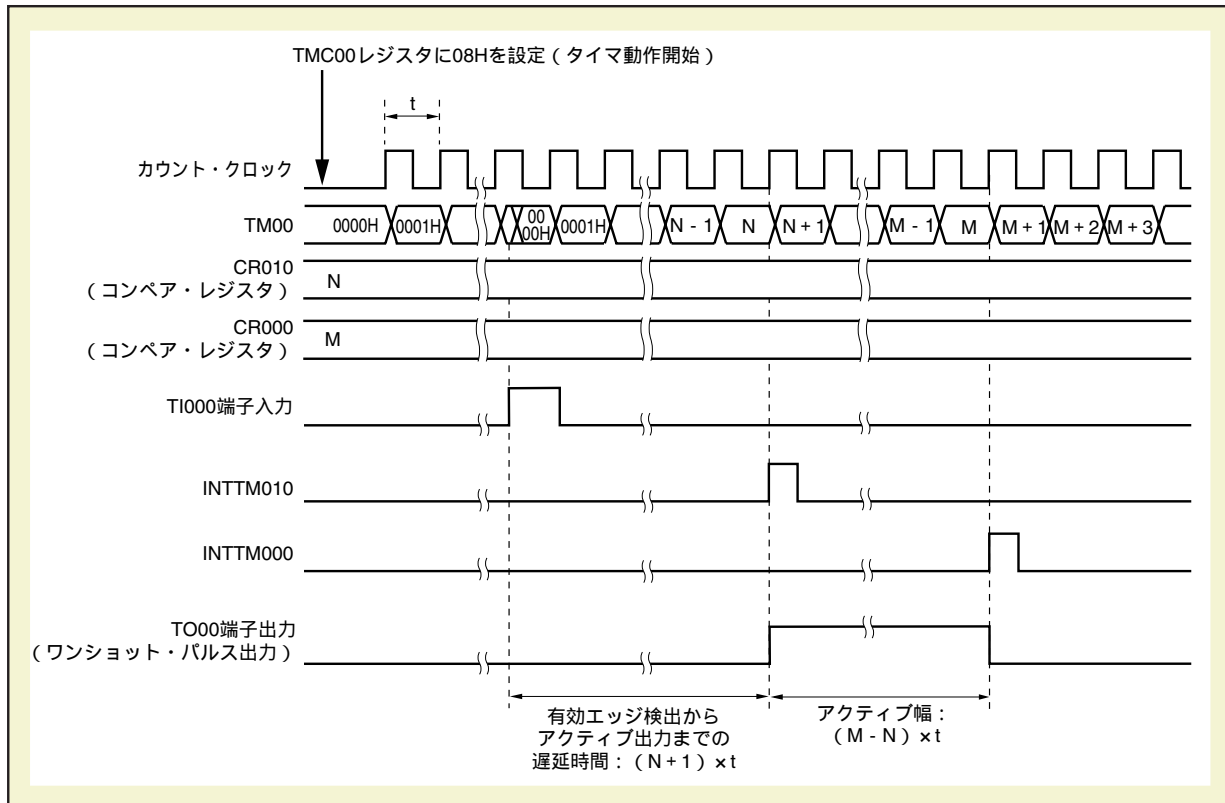 TMC00レジスタに08Hを設定（タイマ動作開始）
t
カウント・クロック
TM00
0000H
0001H
00
00H
0001H
N - 1
N
N + 1
M - 1
M
M + 1
M + 2
M + 3
CR010
（コンペア・レジスタ）
N
CR000
（コンペア・レジスタ）
M
TI000端子入力
INTTM010
INTTM000
TO00端子出力
（ワンショット・パルス出力）
有効エッジ検出から
アクティブ出力までの
遅延時間：（N + 1）× t
アクティブ幅：
（M - N）× t